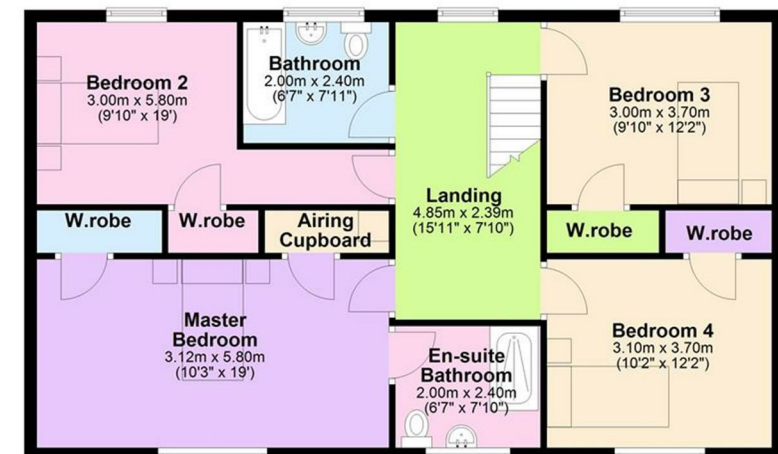 Bedroom 2
3.00m x 5.80m
(9'10" x 19')
Bathroom
2.00m x 2.40m
(6'7" x 7'11")
Bedroom 3
3.00m x 3.70m
(9'10" x 12'2")
Landing
4.85m x 2.39m
(15'11" x 7'10")
W.robe
W.robe
Airing
Cupboard
W.robe
W.robe
Master
Bedroom
3.12m x 5.80m
(10'3" x 19')
En-suite
Bathroom
2.00m x 2.40m
(6'7" x 7'10")
Bedroom 4
3.10m x 3.70m
(10'2" x 12'2")